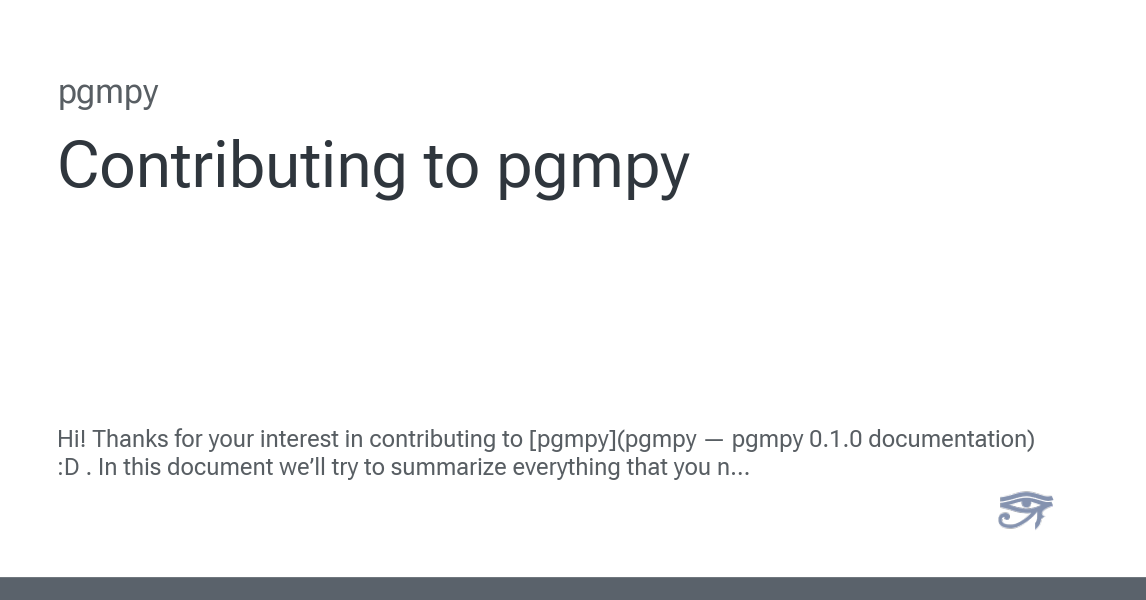 pgmpy
Contributing to pgmpy
Hi! Thanks for your interest in contributing to [pgmpy](pgmpy — pgmpy 0.1.0 documentation)
:D . In this document we’ll try to summarize everything that you n...